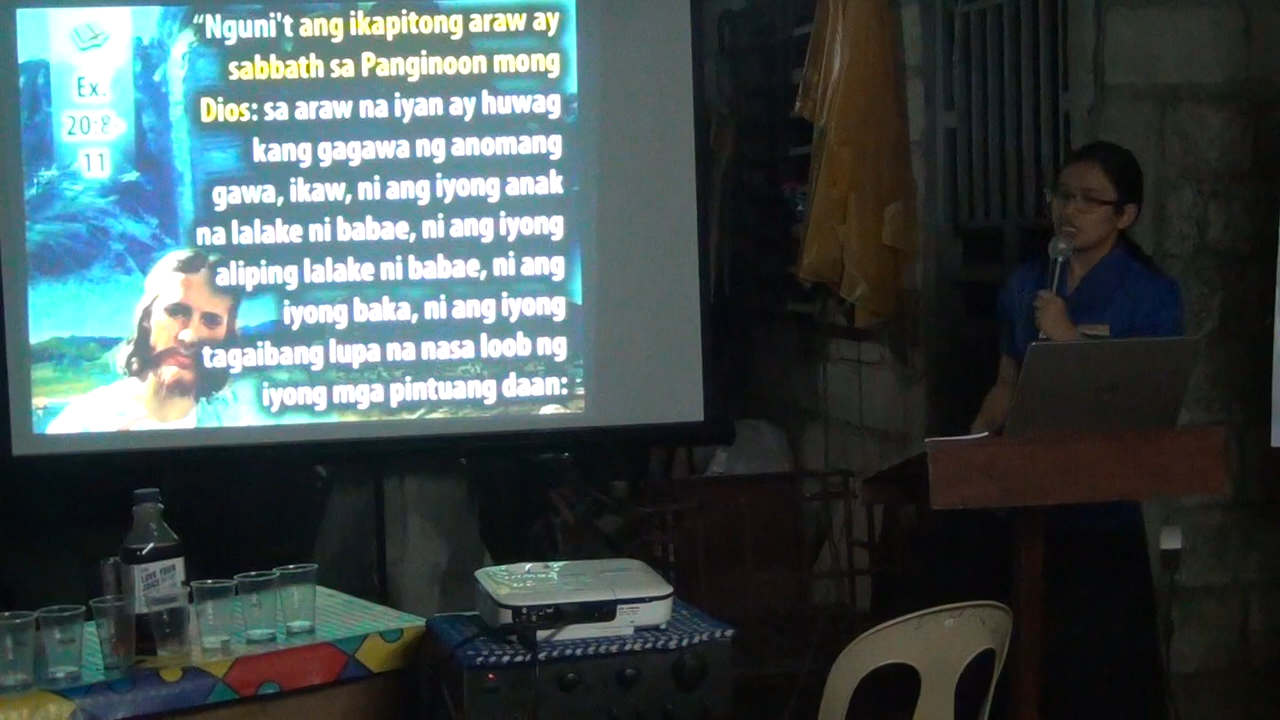 Ex.
20:8-
11
“Nguni't ang ikapitong araw ay
sabbath sa Panginoon mong
Dios: sa araw na iyan ay huwag
kang gagawa ng anomang
gawa, ikaw, ni ang iyong anak
na lalake ni babae, ni ang iyong
aliping lalake ni babae, ni ang
iyong baka, ni ang iyong
tagaibang lupa na nasa loob ng
iyong mga pintuang daan:
LOVE YOUR